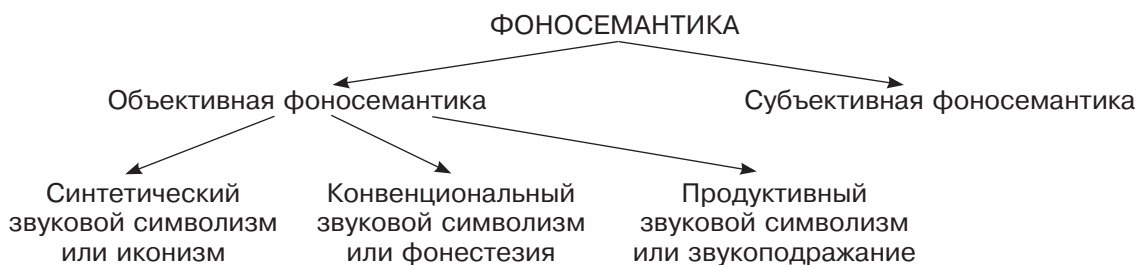 ФОНОСЕМАНТИКА
Объективная фоносемантика
Субъективная фоносемантика
Синтетический
звуковой символизм
или иконизм
Конвенциональный
звуковой символизм
или фонестезия
Продуктивный
звуковой символизм
или звукоподражание